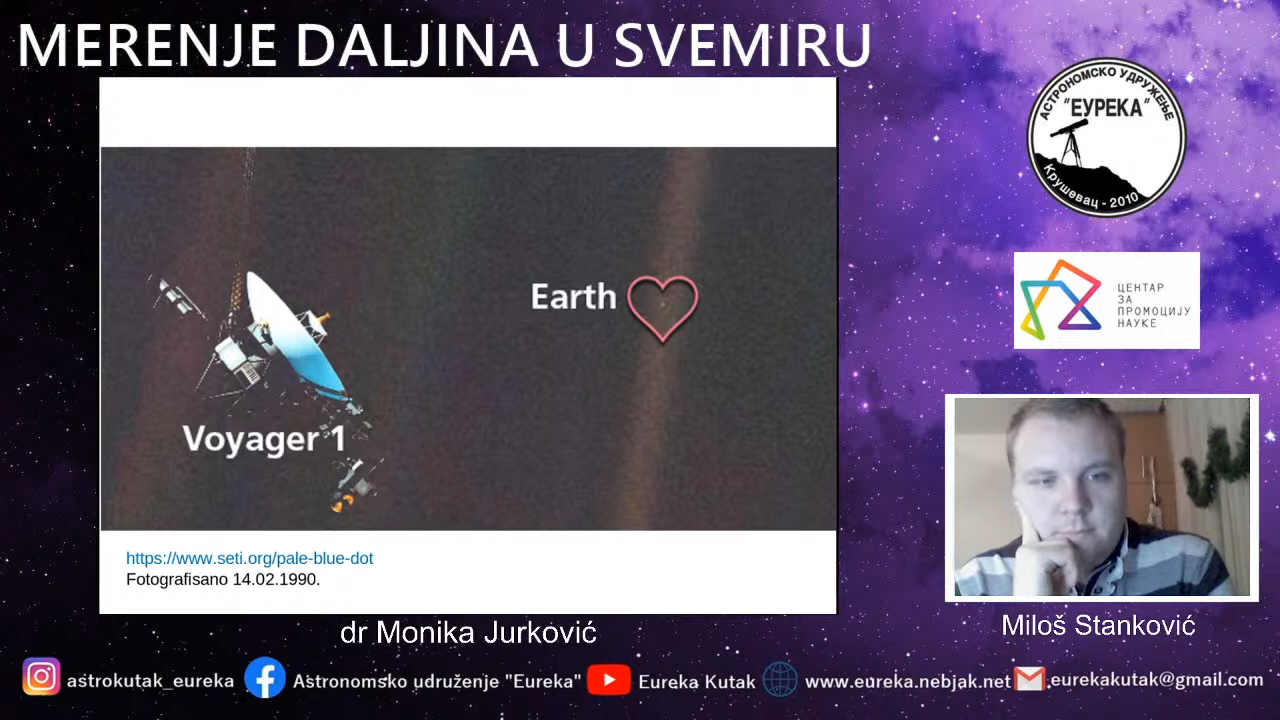 MERENJE DALJINA U SVEMIRU
АСТРОНОМСКО УДРУЖЕЊЕ
"ЕУРЕКА"
Крушевац - 2010
Earth
Voyager 1
ЦЕНТАР
ЗА
ПРОМОЦИЈУ
НАУКЕ
https://www.seti.org/pale-blue-dot
Fotografisano 14.02.1990.
dr Monika Jurković
Miloš Stanković
astrokutak_eureka
Astronomsko udruženje "Eureka"
Eureka Kutak
www.eureka.nebjak.net
eurekakutak@gmail.com